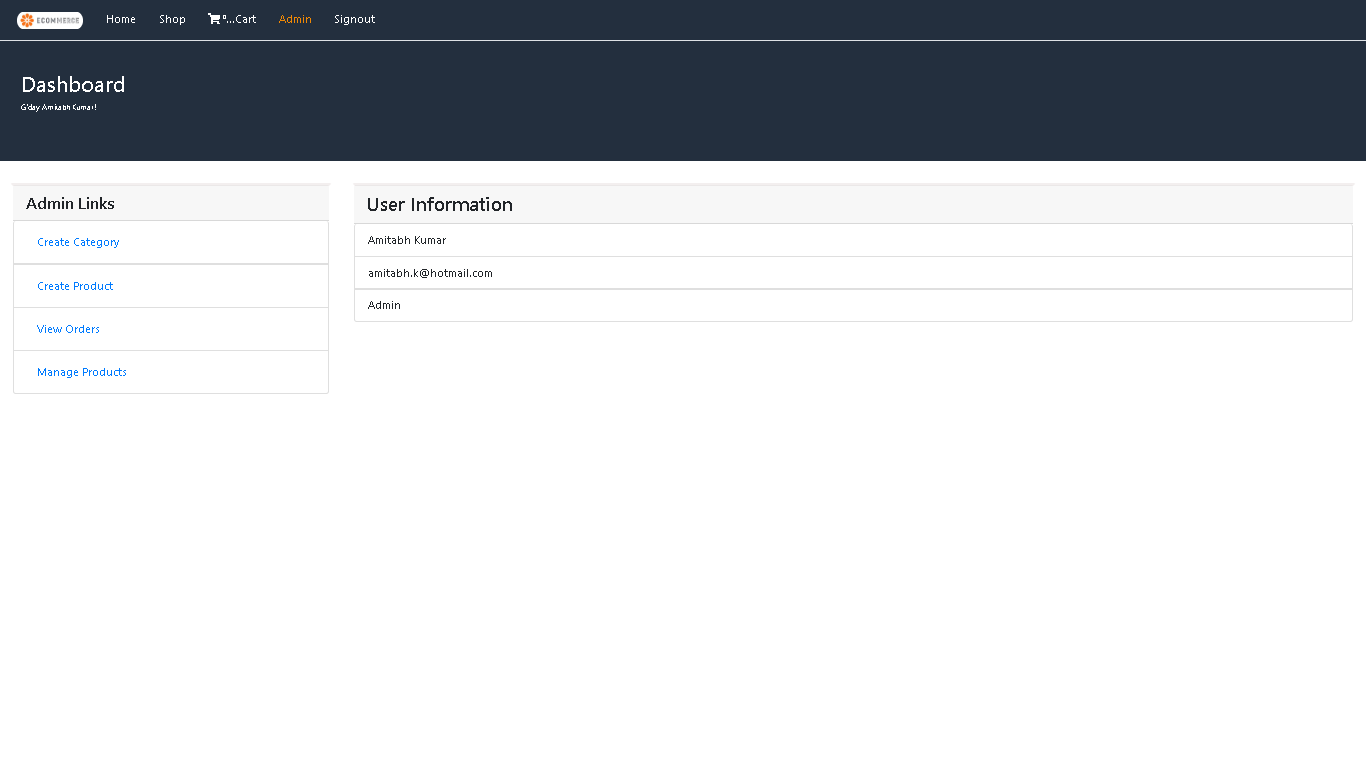 ECOMMERCE Home Shop 0...Cart Admin Signout
Dashboard
G'day Amitabh Kumar!
Admin Links
Create Category
Create Product
View Orders
Manage Products
User Information
Amitabh Kumar
amitabh.k@hotmail.com
Admin